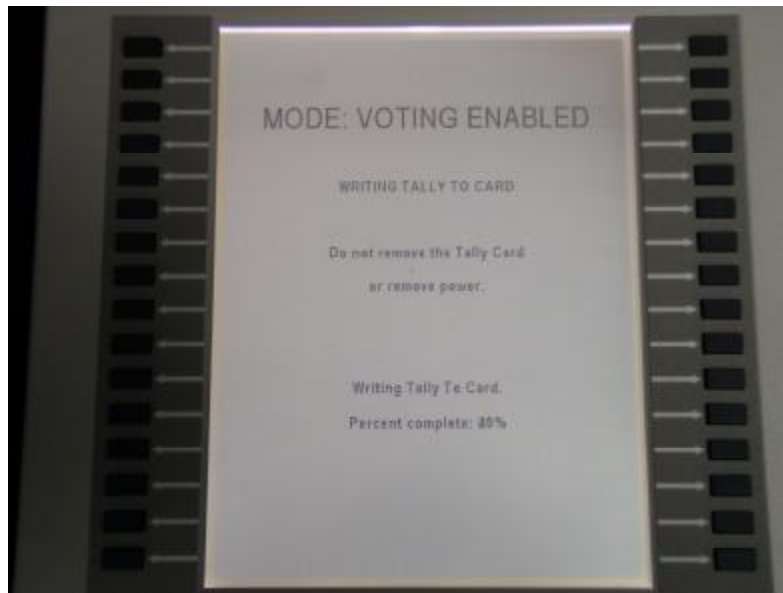 MODE: VOTING ENABLED
WRITING TALLY TO CARD
Do not remove the Tally Card
or remove power.
Writing Tally To Card.
Percent complete: